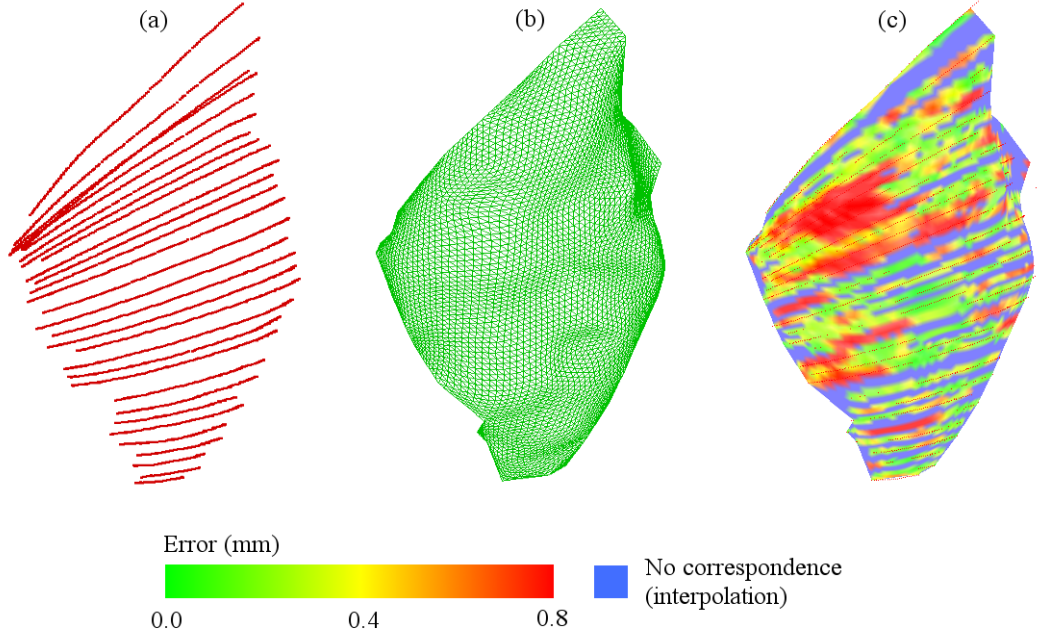 (a)
(b)
(c)
Error (mm)
0.0
0.4
0.8
No correspondence
(interpolation)